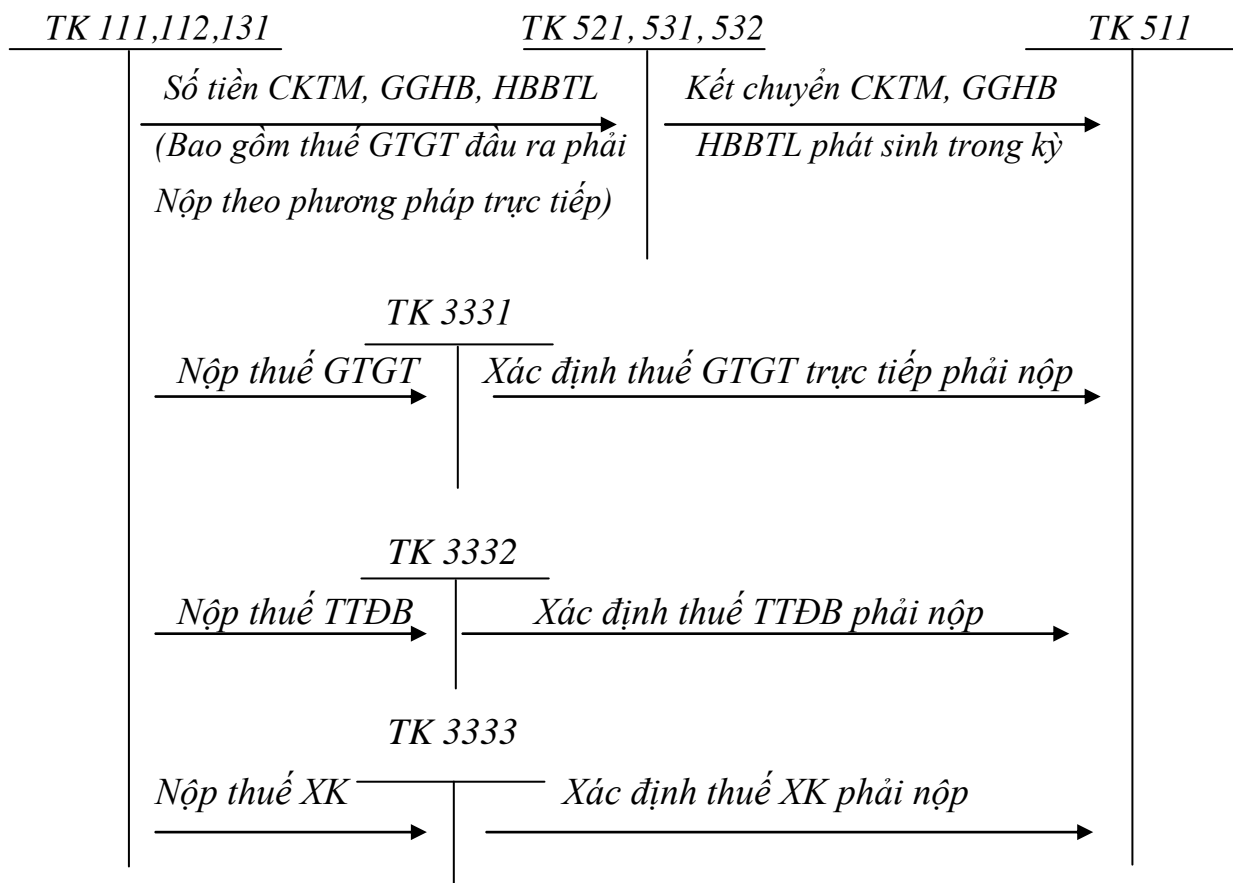 TK 111,112,131
TK 521, 531, 532
TK 511
Số tiền CKTM, GGHB, HBBTL
Kết chuyển CKTM, GGHB
(Bao gồm thuế GTGT đầu ra phải
HBBTL phát sinh trong kỳ
Nộp theo phương pháp trực tiếp)
TK 3331
Nộp thuế GTGT
Xác định thuế GTGT trực tiếp phải nộp
TK 3332
Nộp thuế TTĐB
Xác định thuế TTĐB phải nộp
TK 3333
Nộp thuế XK
Xác định thuế XK phải nộp